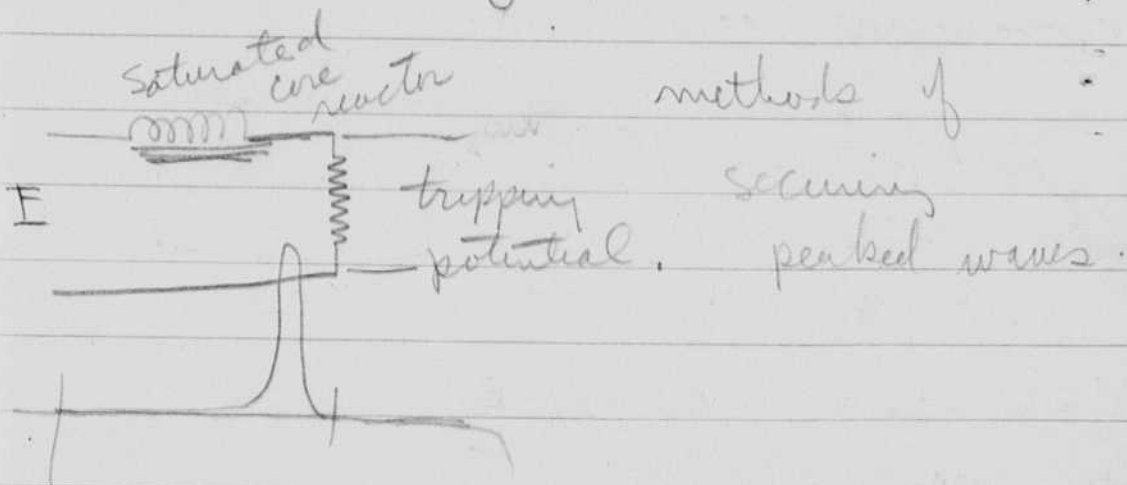 saturated
core
reactor
E
tripping
potential.
methods of
securing
peaked waves.